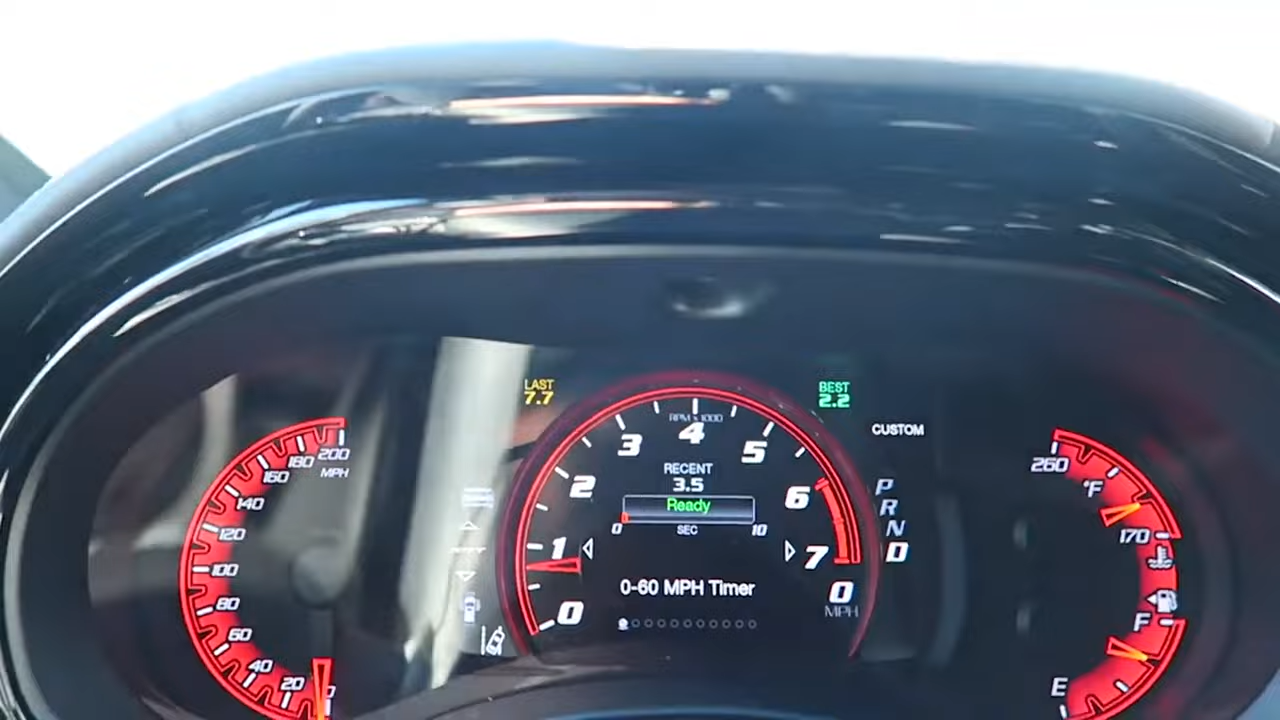 LAST
7.7
BEST
2.2
CUSTOM
RPM x 1000
0
1
2
3
4
5
6
7
RECENT
3.5
Ready
0
10
SEC
0-60 MPH Timer
P
R
N
D
0
MPH
200
MPH
180
160
140
120
100
80
60
40
20
0
260
°F
170
F
E